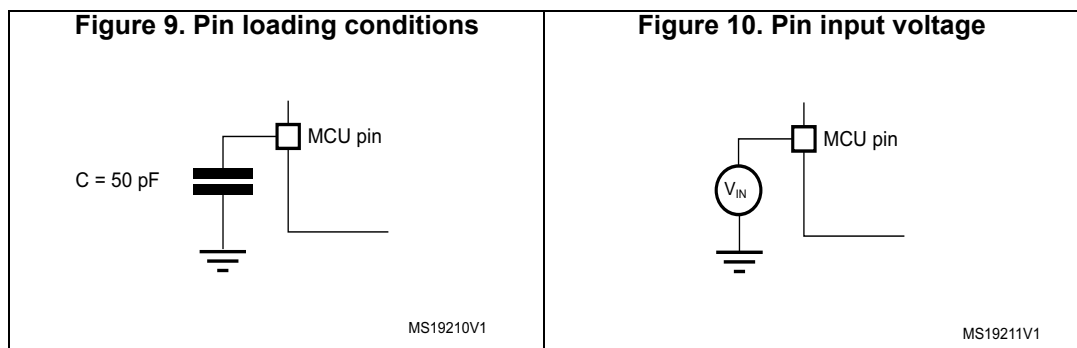 Figure 9. Pin loading conditions
MCU pin
C = 50 pF
MS19210V1
Figure 10. Pin input voltage
MCU pin
VIN
MS19211V1